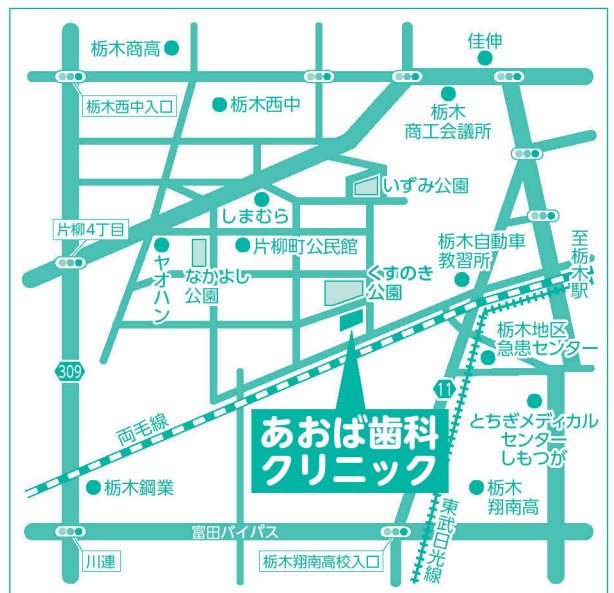 栃木商高
佳伸
栃木西中入口
栃木西中
栃木
商工会議所
いずみ公園
しまむら
片柳4丁目
ヤオハン
なかよし
公園
片柳町公民館
くすのき
公園
栃木自動車
教習所
至栃木駅
栃木地区
急患センター
309
11
両毛線
あおば歯科
クリニック
とちぎメディカル
センター
しもつが
栃木鋼業
栃木
翔南高
東武日光線
富田バイパス
川連
栃木翔南高校入口